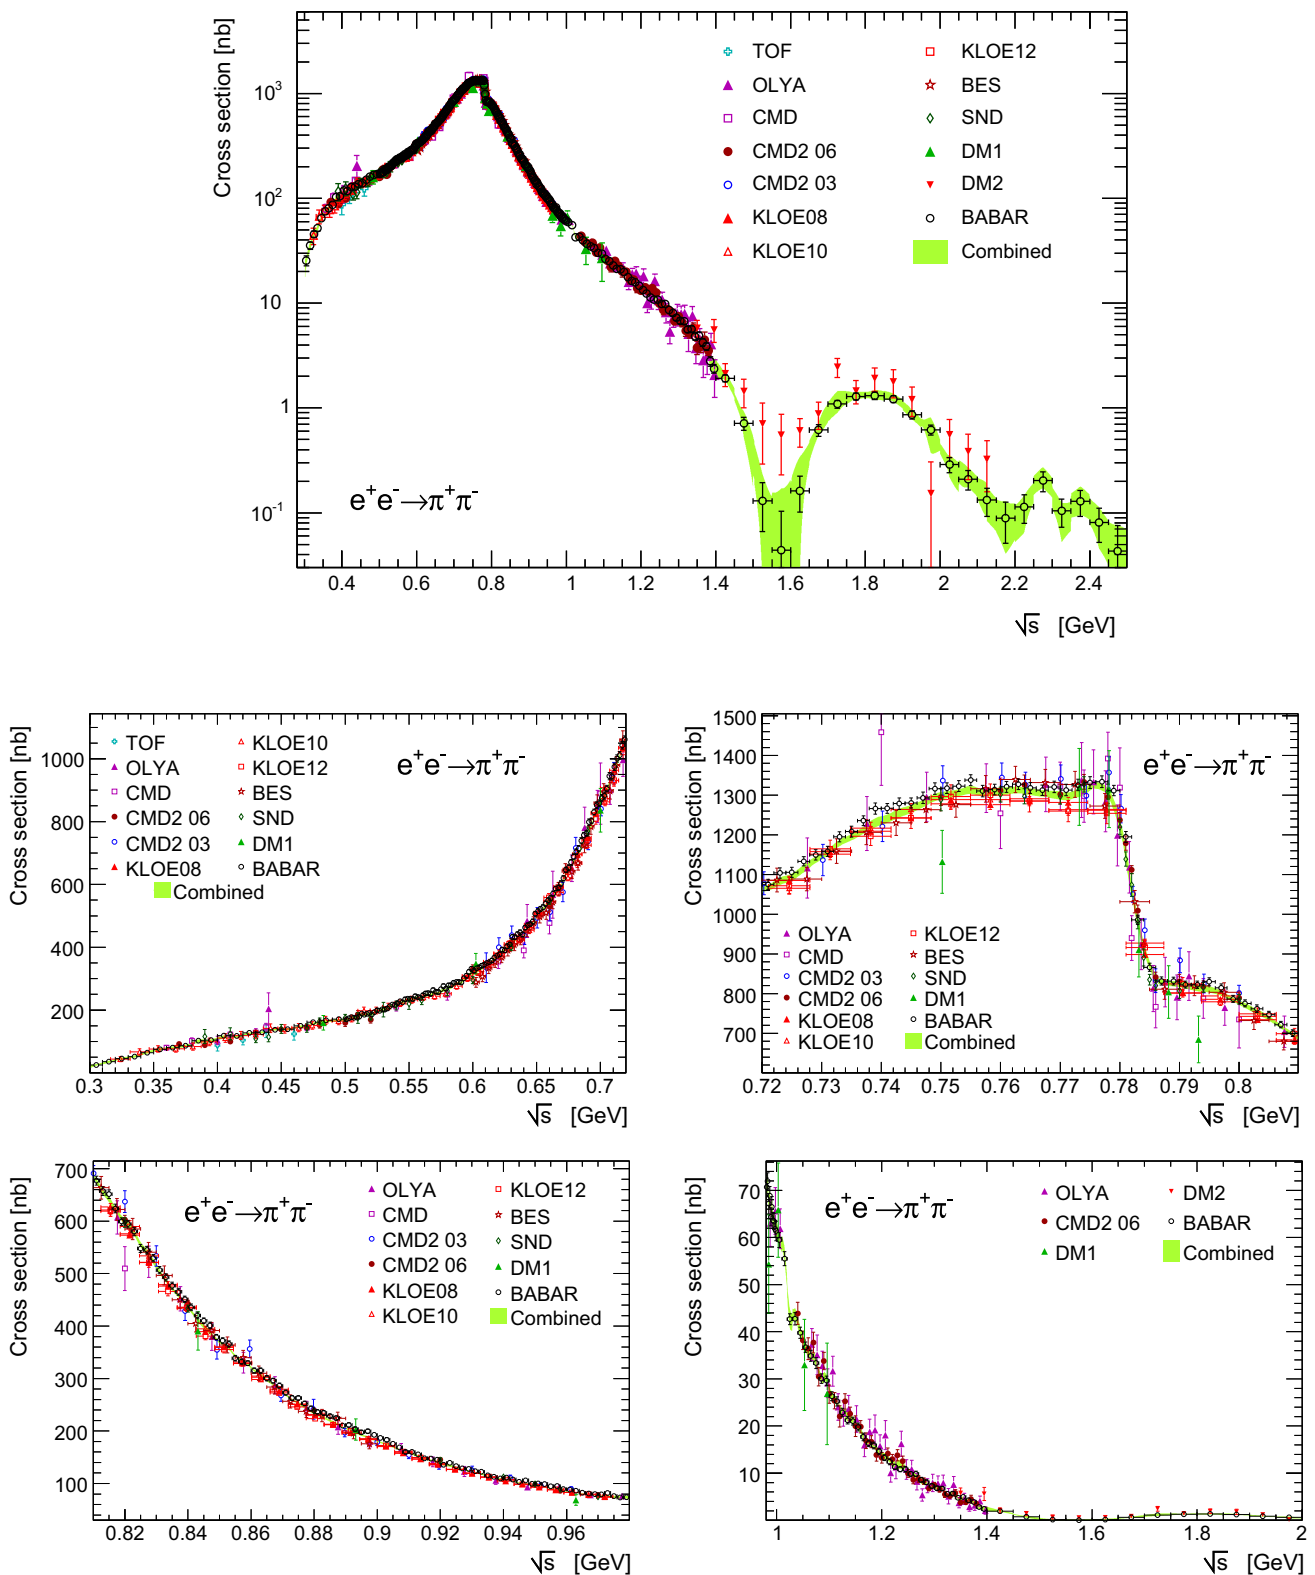 Cross section [nb]
10³
10²
10
1
10⁻¹
TOF
OLYA
CMD
CMD2 06
CMD2 03
KLOE08
KLOE10
KLOE12
BES
SND
DM1
DM2
BABAR
Combined
e⁺e⁻→π⁺π⁻
0.4 0.6 0.8 1 1.2 1.4 1.6 1.8 2 2.2 2.4
√s [GeV]
Cross section [nb]
1000
800
600
400
200
TOF
OLYA
CMD
CMD2 06
CMD2 03
KLOE08
KLOE10
KLOE12
BES
SND
DM1
BABAR
Combined
e⁺e⁻→π⁺π⁻
0.3 0.35 0.4 0.45 0.5 0.55 0.6 0.65 0.7
√s [GeV]
Cross section [nb]
1500
1400
1300
1200
1100
1000
900
800
700
e⁺e⁻→π⁺π⁻
OLYA
CMD
CMD2 03
CMD2 06
KLOE08
KLOE10
KLOE12
BES
SND
DM1
BABAR
Combined
0.72 0.73 0.74 0.75 0.76 0.77 0.78 0.79 0.8
√s [GeV]
Cross section [nb]
700
600
500
400
300
200
100
e⁺e⁻→π⁺π⁻
OLYA
CMD
CMD2 03
CMD2 06
KLOE08
KLOE10
KLOE12
BES
SND
DM1
BABAR
Combined
0.82 0.84 0.86 0.88 0.9 0.92 0.94 0.96
√s [GeV]
Cross section [nb]
70
60
50
40
30
20
10
e⁺e⁻→π⁺π⁻
OLYA
CMD2 06
DM1
DM2
BABAR
Combined
1 1.2 1.4 1.6 1.8 2
√s [GeV]